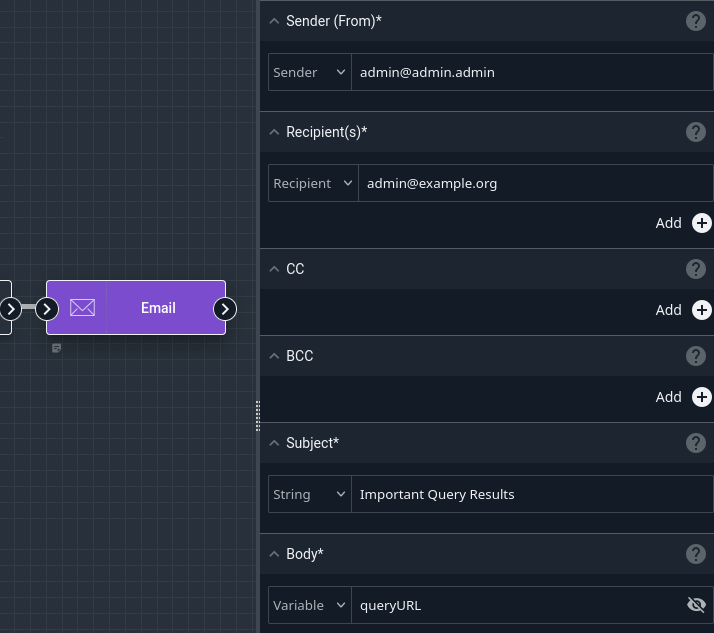 Sender (From)*
Sender admin@admin.admin
Recipient(s)*
Recipient admin@example.org
Add
CC
Add
Email
BCC
Add
Subject*
String Important Query Results
Body*
Variable queryURL